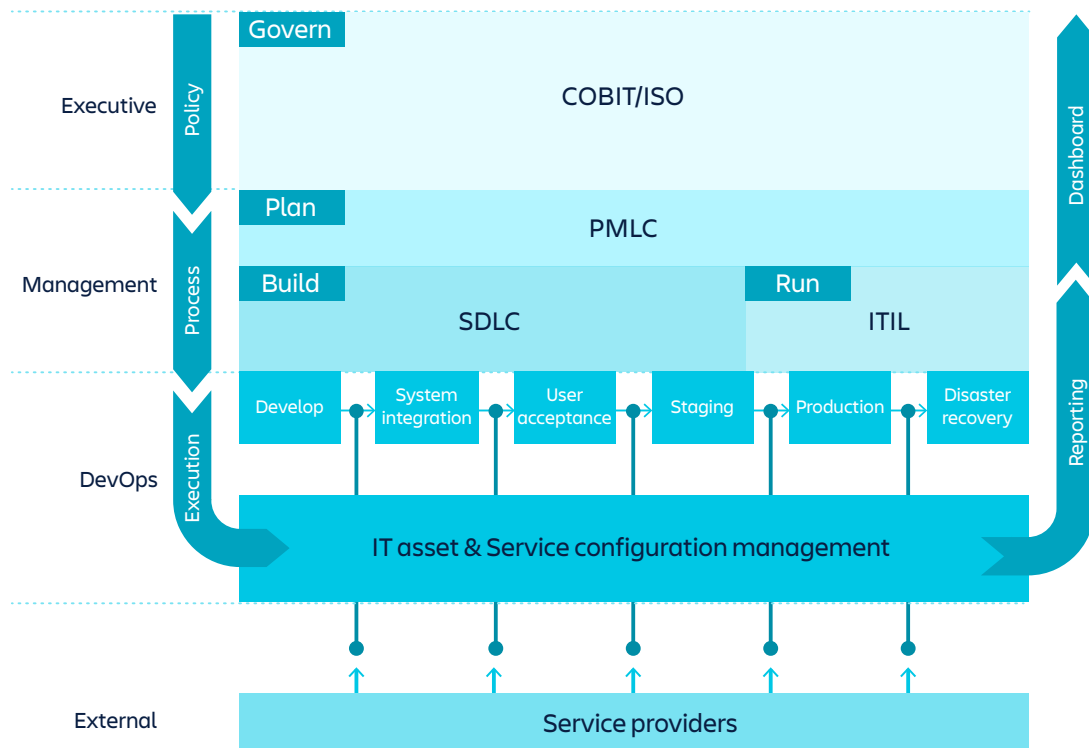 Govern
COBIT/ISO
Executive
Policy
Dashboard
Plan
PMLC
Management
Process
Build
Run
SDLC
ITIL
Develop
System
integration
User
acceptance
Staging
Production
Disaster
recovery
DevOps
Execution
Reporting
IT asset & Service configuration management
External
Service providers